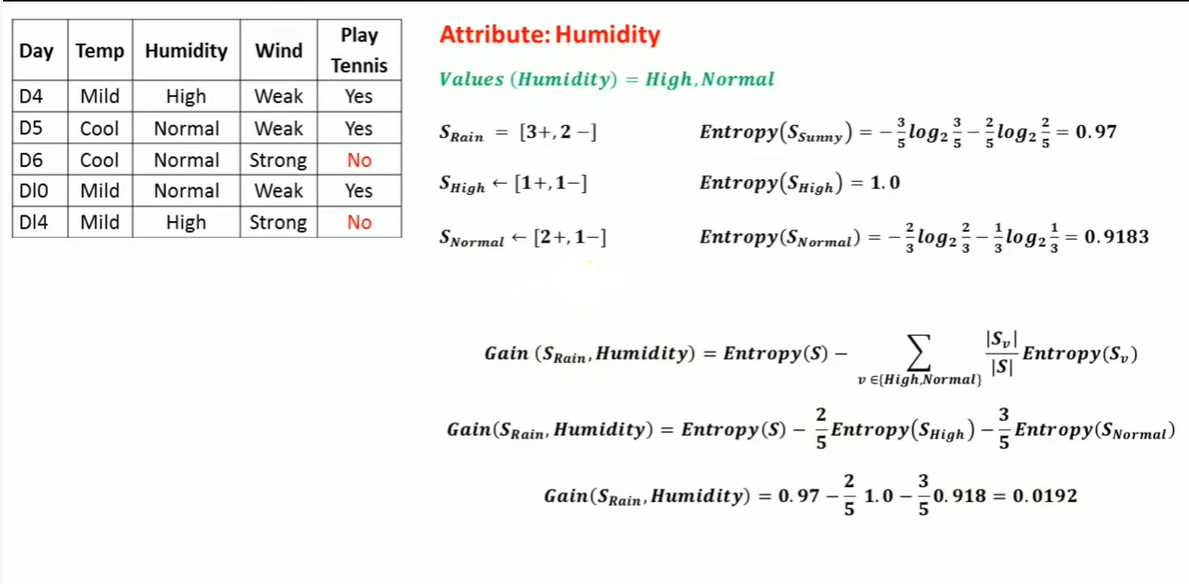 Day Temp Humidity Wind Play Tennis
D4 Mild High Weak Yes
D5 Cool Normal Weak Yes
D6 Cool Normal Strong No
Dl0 Mild Normal Weak Yes
Dl4 Mild High Strong No
Attribute: Humidity
Values (Humidity) = High, Normal
S_Rain = [3+, 2 −] Entropy(S_Sunny) = −3/5 log₂ 3/5 − 2/5 log₂ 2/5 = 0.97
S_High ← [1+, 1−] Entropy(S_High) = 1.0
S_Normal ← [2+, 1−] Entropy(S_Normal) = −2/3 log₂ 2/3 − 1/3 log₂ 1/3 = 0.9183
Gain (S_Rain, Humidity) = Entropy(S) − ∑ v ∈{High,Normal} |S_v|/|S| Entropy(S_v)
Gain(S_Rain, Humidity) = Entropy(S) − 2/5 Entropy(S_High) − 3/5 Entropy(S_Normal)
Gain(S_Rain, Humidity) = 0.97 − 2/5 1.0 − 3/5 0.918 = 0.0192